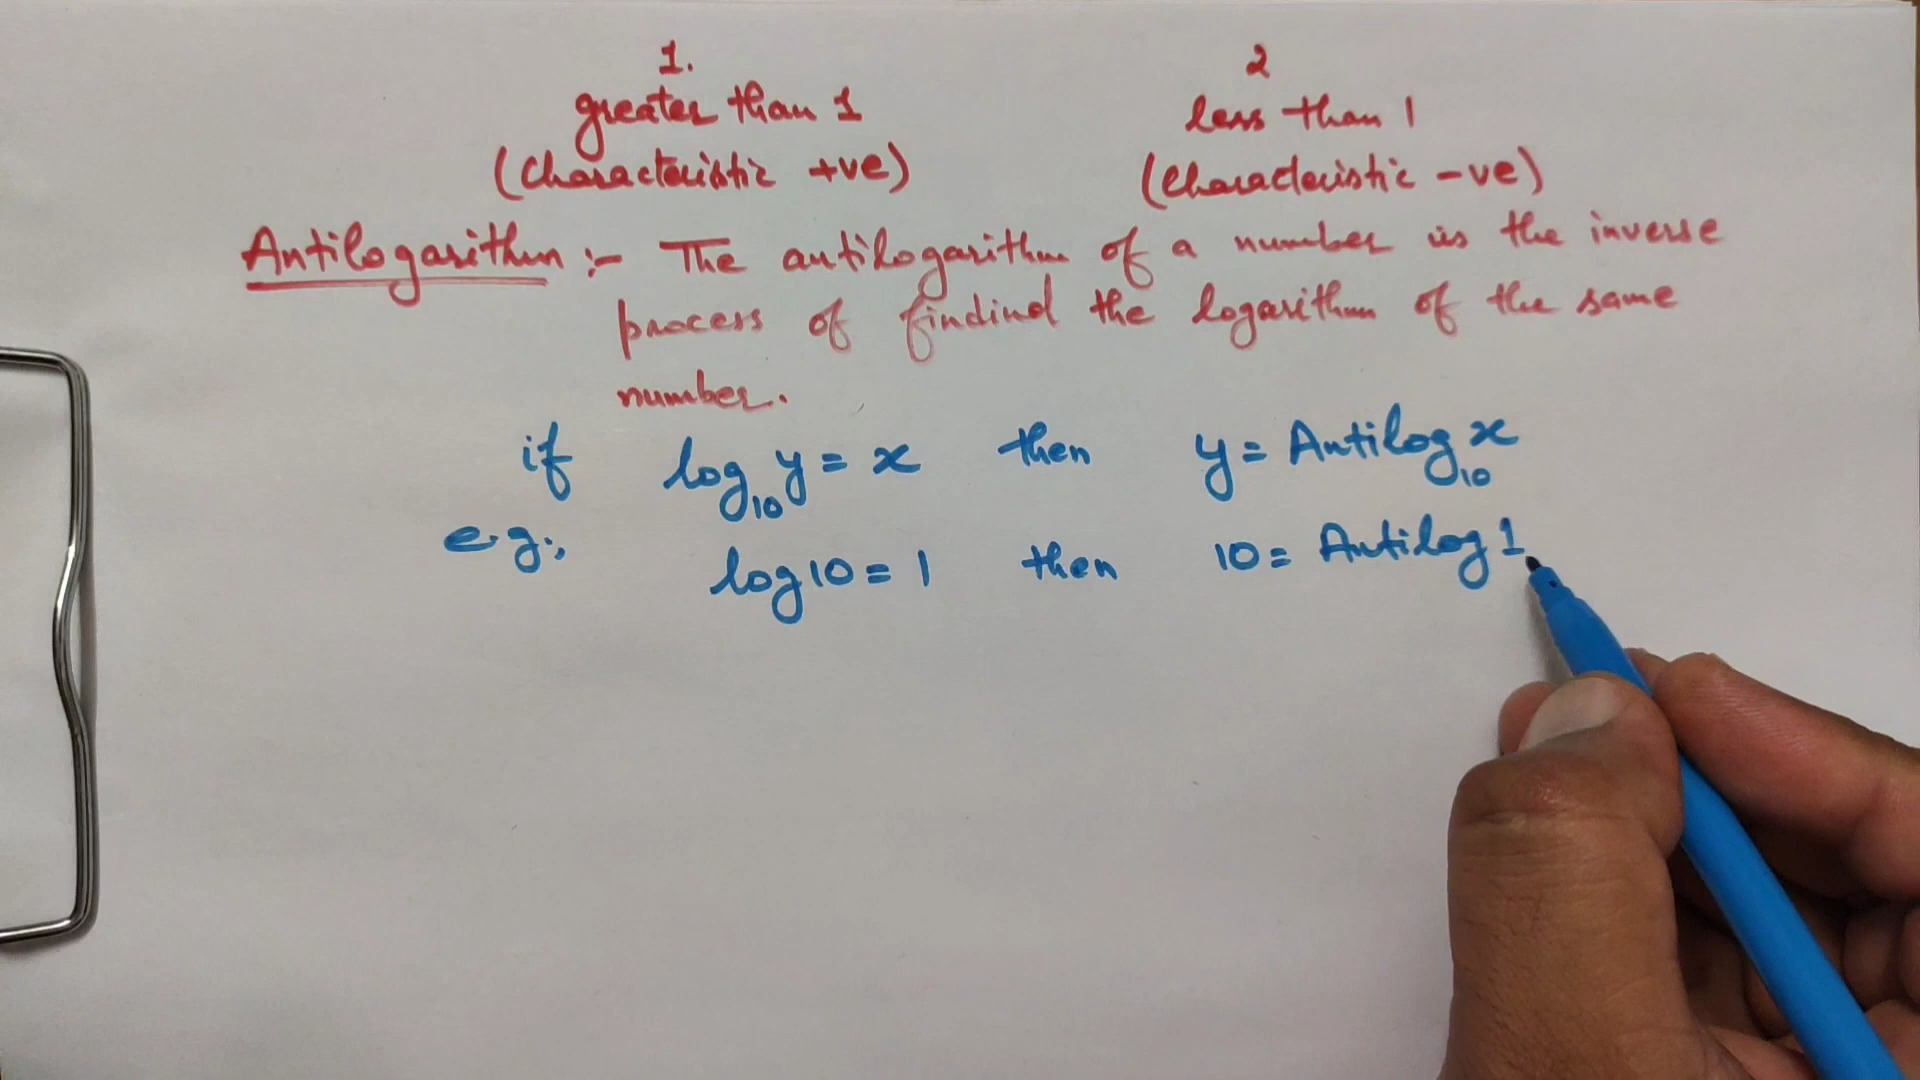 1.
greater than 1
(Characteristic +ve)
2
less than 1
(Characteristic -ve)
Antilogarithm :- The antilogarithm of a number is the inverse
process of findind the logarithm of the same
number.
if log₁₀ y = x then y = Antilog₁₀ x
e.g:, log 10 = 1 then 10 = Antilog 1